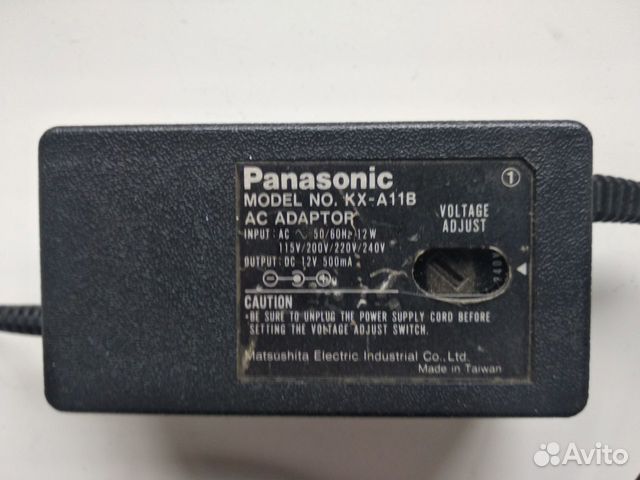 Panasonic
①
MODEL NO. KX-A11B
AC ADAPTOR
VOLTAGE
ADJUST
INPUT: AC ∿ 50/60Hz 12W
115V/200V/220V/240V
OUTPUT: DC 12V 500mA
240V
CAUTION
•BE SURE TO UNPLUG THE POWER SUPPLY CORD BEFORE
SETTING THE VOLTAGE ADJUST SWITCH.
Matsushita Electric Industrial Co., Ltd.
Made in Taiwan
Avito